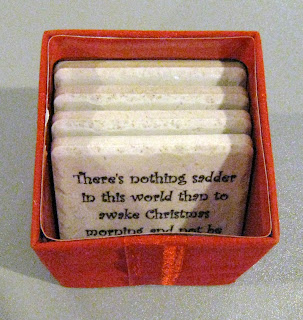 There's nothing sadder
in this world than to
awake Christmas
morning and not be